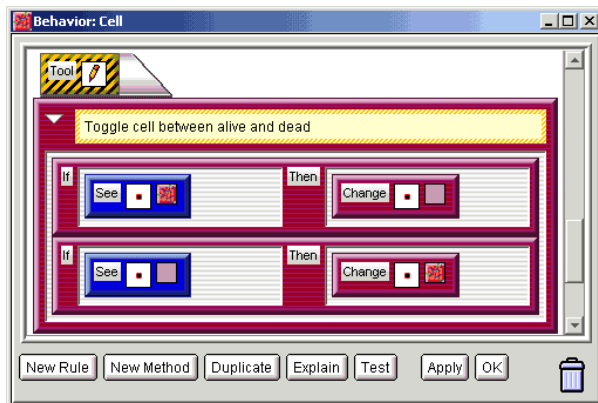 Behavior: Cell
Tool
Toggle cell between alive and dead
If See Then Change
If See Then Change
New Rule New Method Duplicate Explain Test Apply OK